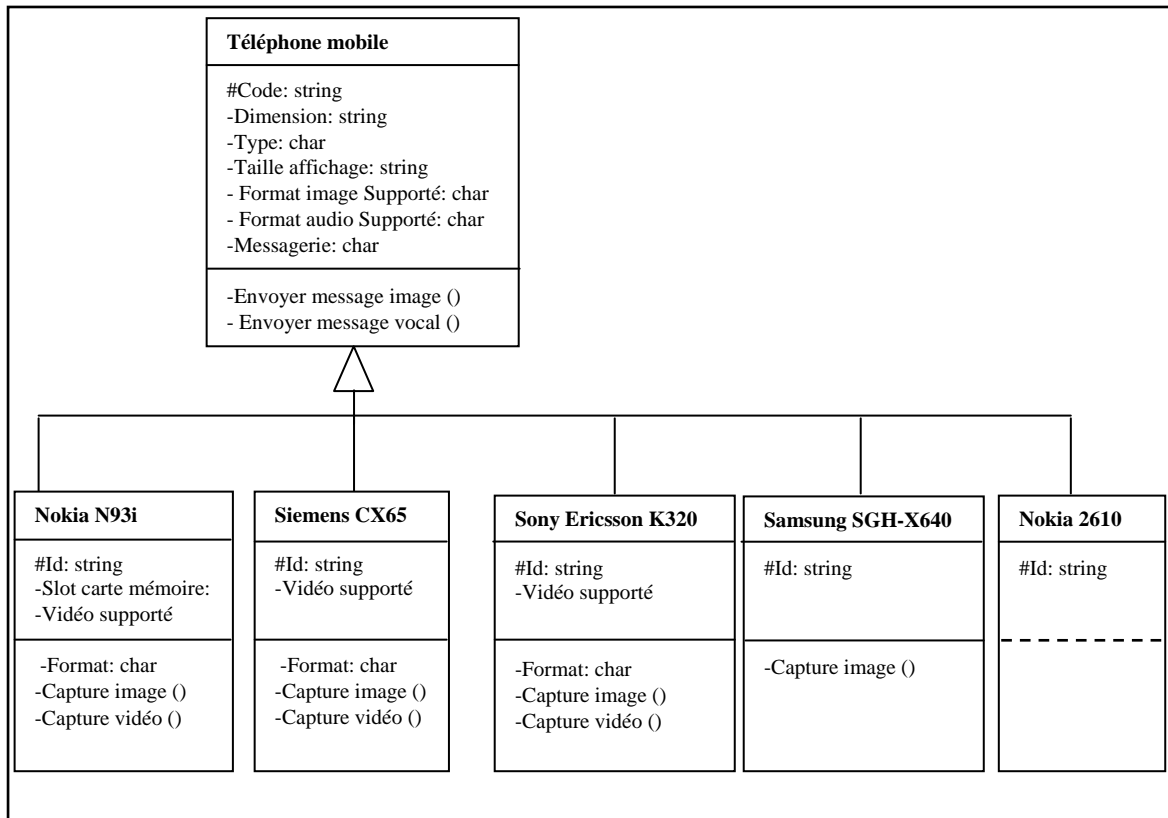 Téléphone mobile
#Code: string
-Dimension: string
-Type: char
-Taille affichage: string
- Format image Supporté: char
- Format audio Supporté: char
-Messagerie: char
-Envoyer message image ()
- Envoyer message vocal ()
Nokia N93i
#Id: string
-Slot carte mémoire:
-Vidéo supporté
-Format: char
-Capture image ()
-Capture vidéo ()
Siemens CX65
#Id: string
-Vidéo supporté
-Format: char
-Capture image ()
-Capture vidéo ()
Sony Ericsson K320
#Id: string
-Vidéo supporté
-Format: char
-Capture image ()
-Capture vidéo ()
Samsung SGH-X640
#Id: string
-Capture image ()
Nokia 2610
#Id: string